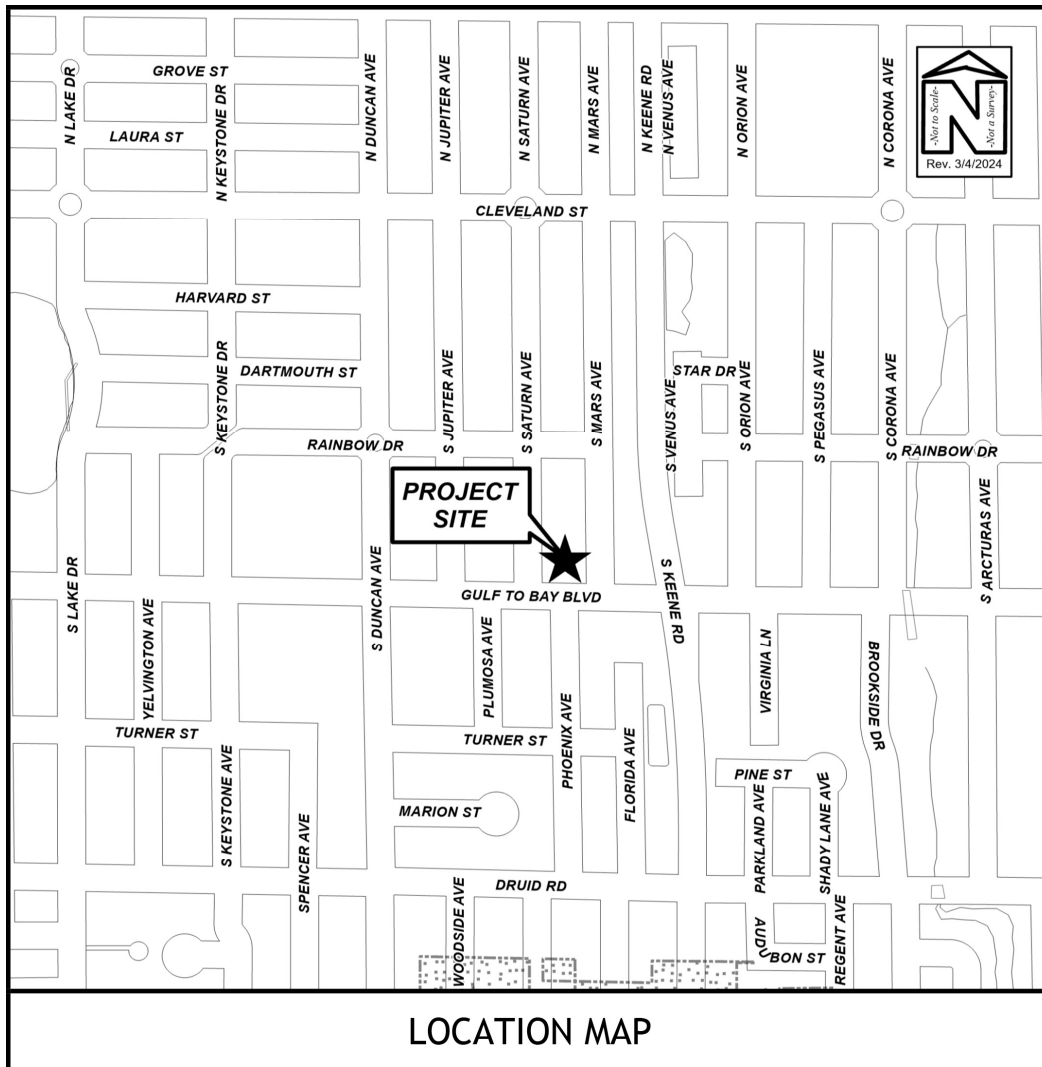 N LAKE DR
GROVE ST
N KEYSTONE DR
LAURA ST
N DUNCAN AVE
N JUPITER AVE
N SATURN AVE
N MARS AVE
N KEENE RD
N VENUS AVE
N ORION AVE
N CORONA AVE
-Not to Scale-
N
-Not a Survey-
Rev. 3/4/2024
CLEVELAND ST
HARVARD ST
S KEYSTONE DR
DARTMOUTH ST
RAINBOW DR
S JUPITER AVE
S SATURN AVE
S MARS AVE
S VENUS AVE
STAR DR
S ORION AVE
S PEGASUS AVE
S CORONA AVE
RAINBOW DR
S ARCTURAS AVE
PROJECT
SITE
S LAKE DR
YELVINGTON AVE
S DUNCAN AVE
GULF TO BAY BLVD
S KEENE RD
PLUMOSA AVE
PHOENIX AVE
FLORIDA AVE
VIRGINIA LN
BROOKSIDE DR
TURNER ST
TURNER ST
S KEYSTONE AVE
SPENCER AVE
MARION ST
PINE ST
PARKLAND AVE
SHADY LANE AVE
DRUID RD
WOODSIDE AVE
AUDUBON ST
REGENT AVE
LOCATION MAP